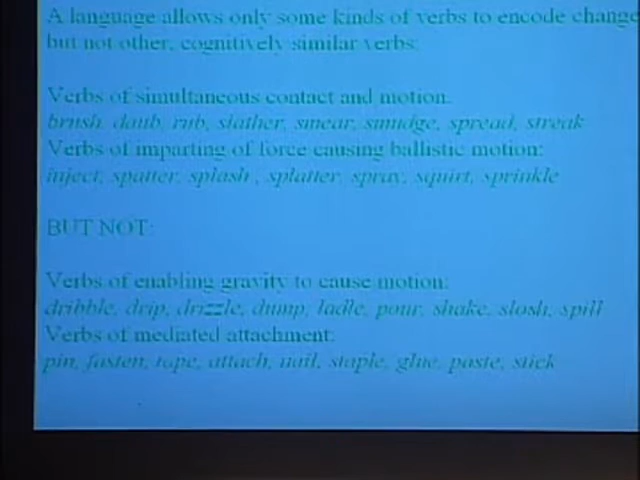 A language allows only some kinds of verbs to encode change
but not other, cognitively similar verbs:
Verbs of simultaneous contact and motion:
brush, daub, rub, slather, smear, smudge, spread, streak
Verbs of imparting of force causing ballistic motion:
inject, spatter, splash , splatter, spray, squirt, sprinkle
BUT NOT:
Verbs of enabling gravity to cause motion:
dribble, drip, drizzle, dump, ladle, pour, shake, slosh, spill
Verbs of mediated attachment:
pin, fasten, tape, attach, nail, staple, glue, paste, stick